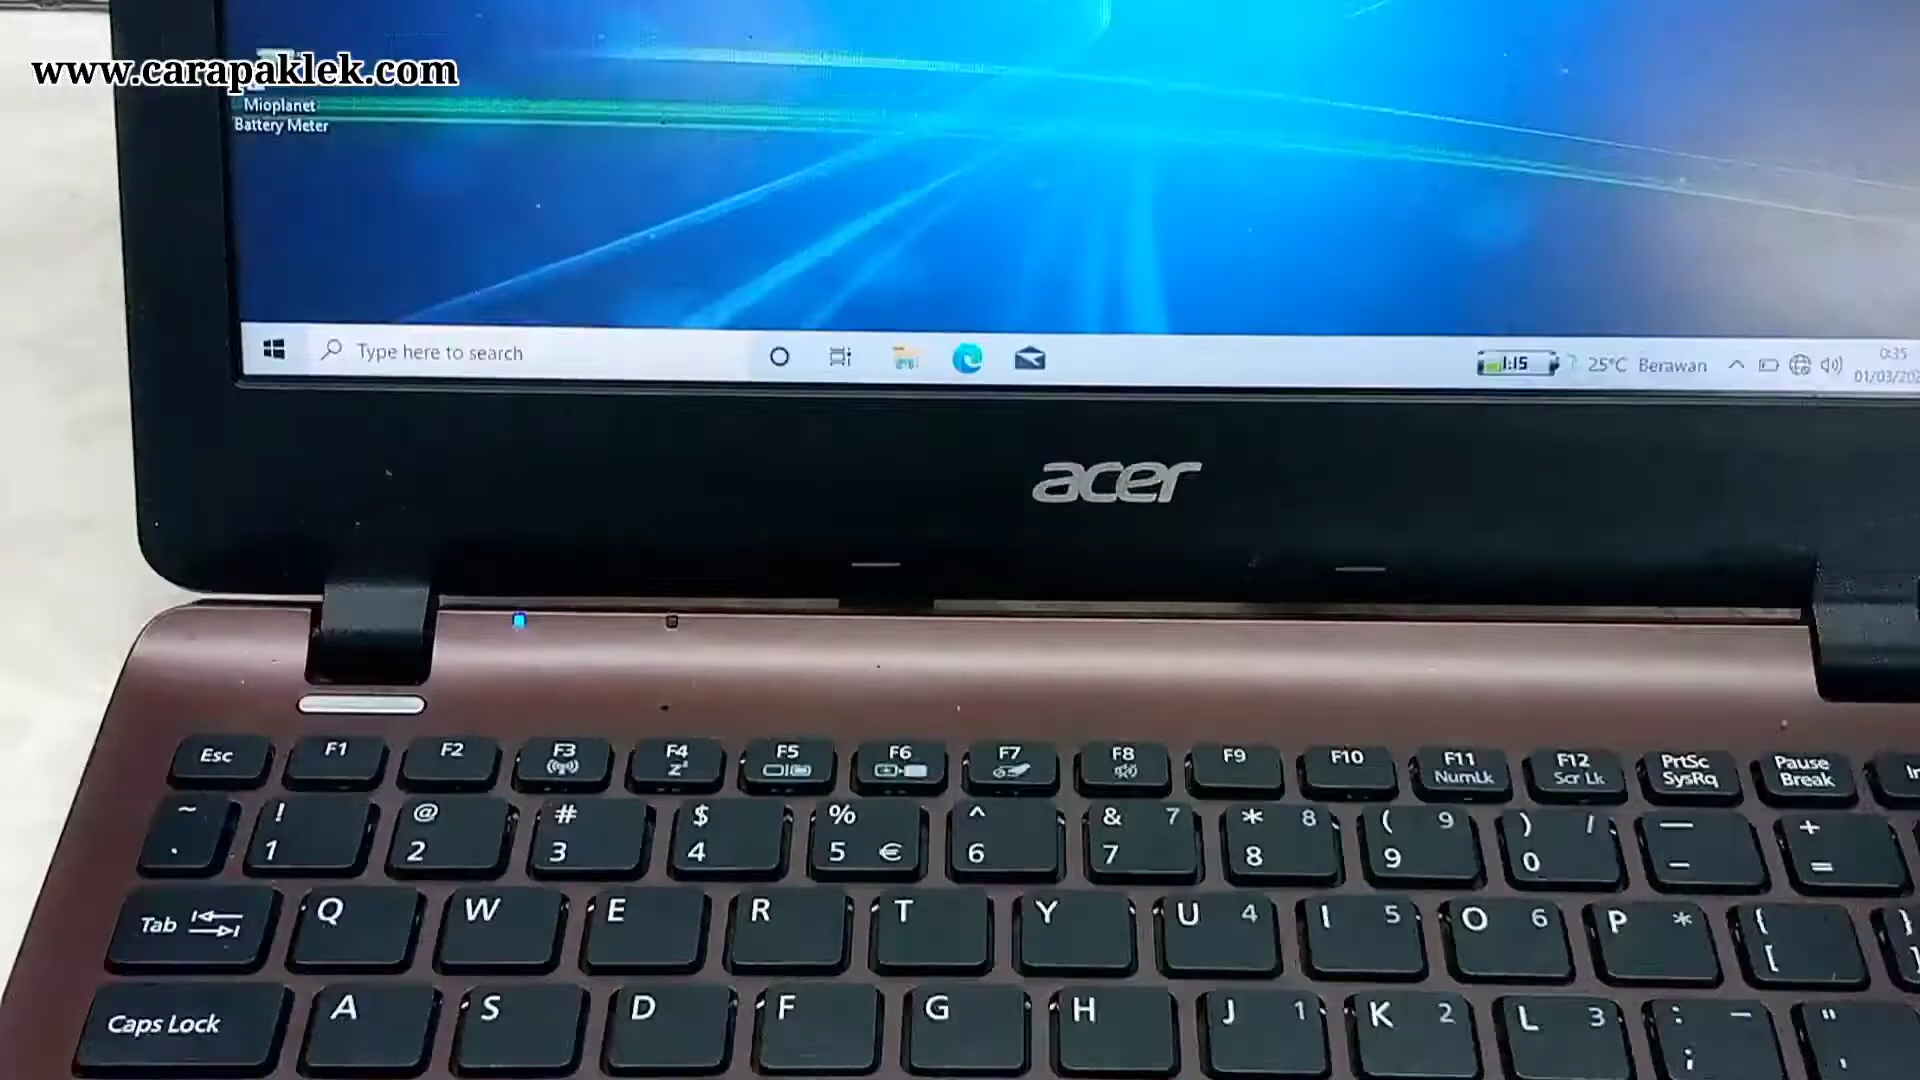 www.carapaklek.com
Mioplanet
Battery Meter
Type here to search
1:15 25°C Berawan 0:35
01/03/202
acer
Esc F1 F2 F3 F4 F5 F6 F7 F8 F9 F10 F11 F12 PrtSc Pause
z NumLk Scr Lk SysRq Break
~ ! @ # $ % ^ & 7 * 8 ( 9 ) / — +
1 2 3 4 5 € 6 7 8 9 0 - =
Tab Q W E R T Y U 4 I 5 O 6 P * { }
[ ]
Caps Lock A S D F G H J 1 K 2 L 3 : - "
; '